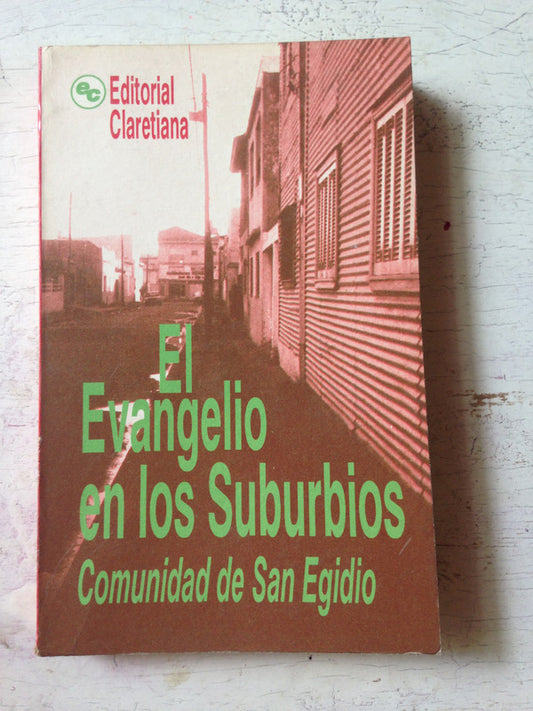 ec
Editorial
Claretiana
El
Evangelio
en los Suburbios
Comunidad de San Egidio